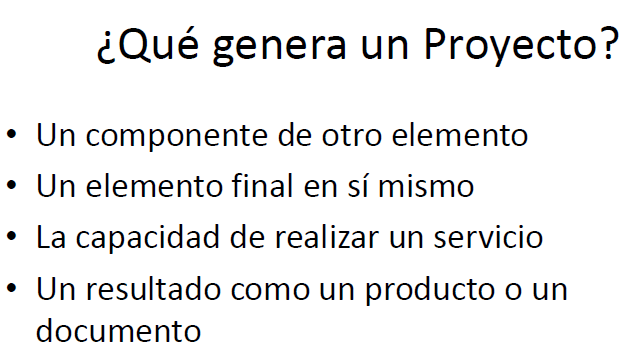 ¿Qué genera un Proyecto?
• Un componente de otro elemento
• Un elemento final en sí mismo
• La capacidad de realizar un servicio
• Un resultado como un producto o un
documento